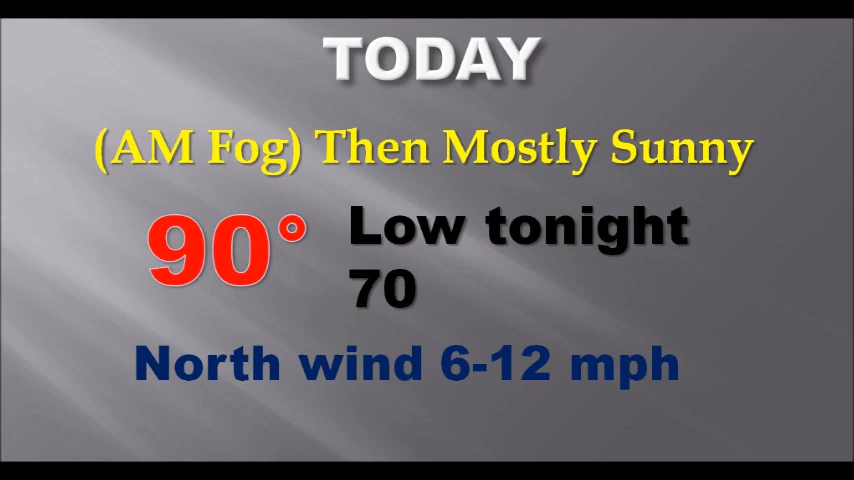 TODAY
(AM Fog) Then Mostly Sunny
90° Low tonight
70
North wind 6-12 mph